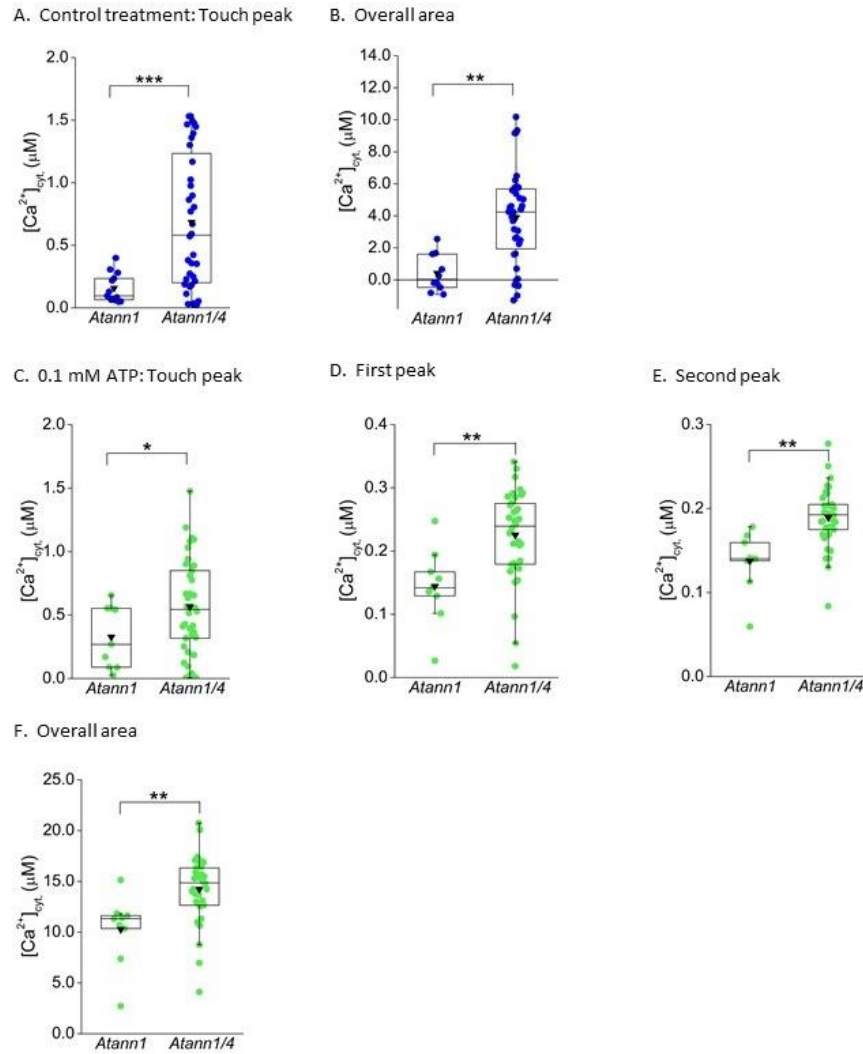 A. Control treatment: Touch peak
B. Overall area
2.0
1.5
1.0
0.5
0.0
[Ca²⁺]cyt. (µM)
***
Atann1 Atann1/4
14.0
12.0
10.0
8.0
6.0
4.0
2.0
0.0
[Ca²⁺]cyt. (µM)
**
Atann1 Atann1/4
C. 0.1 mM ATP: Touch peak
D. First peak
E. Second peak
2.0
1.5
1.0
0.5
0.0
[Ca²⁺]cyt. (µM)
*
Atann1 Atann1/4
0.4
0.3
0.2
0.1
0.0
[Ca²⁺]cyt. (µM)
**
Atann1 Atann1/4
0.3
0.2
0.1
0.0
[Ca²⁺]cyt. (µM)
**
Atann1 Atann1/4
F. Overall area
25.0
20.0
15.0
10.0
5.0
0.0
[Ca²⁺]cyt. (µM)
**
Atann1 Atann1/4